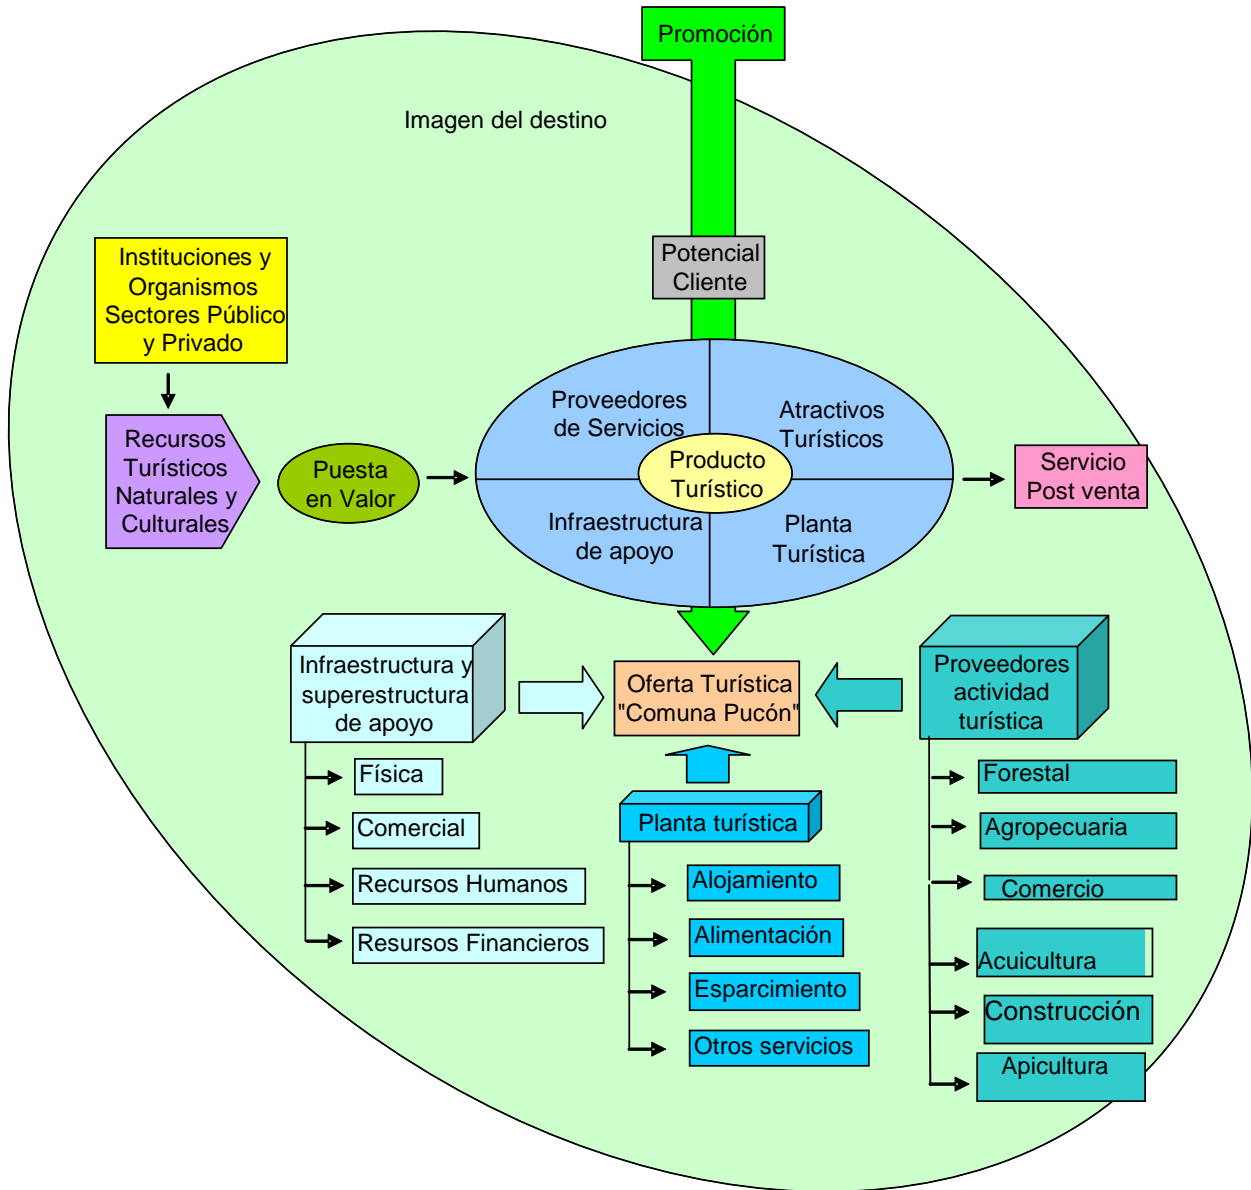 Promoción
Imagen del destino
Potencial
Cliente
Instituciones y
Organismos
Sectores Público
y Privado
Recursos
Turísticos
Naturales y
Culturales
Puesta
en Valor
Proveedores
de Servicios
Atractivos
Turísticos
Producto
Turístico
Infraestructura
de apoyo
Planta
Turística
Servicio
Post venta
Infraestructura y
superestructura
de apoyo
Oferta Turística
"Comuna Pucón"
Proveedores
actividad
turística
Física
Comercial
Recursos Humanos
Resursos Financieros
Planta turística
Alojamiento
Alimentación
Esparcimiento
Otros servicios
Forestal
Agropecuaria
Comercio
Acuicultura
Construcción
Apicultura